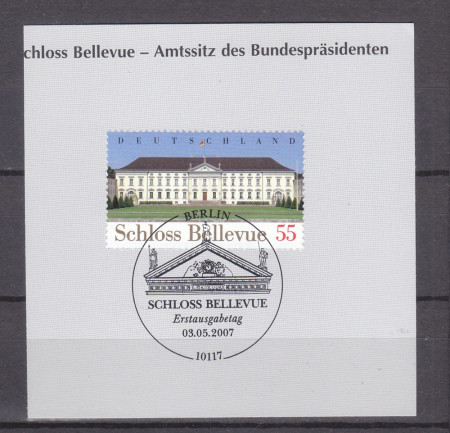 chloss Bellevue – Amtssitz des Bundespräsidenten
DEUTSCHLAND
Schloss Bellevue 55
BERLIN
SCHLOSS BELLEVUE
Erstausgabetag
03.05.2007
10117